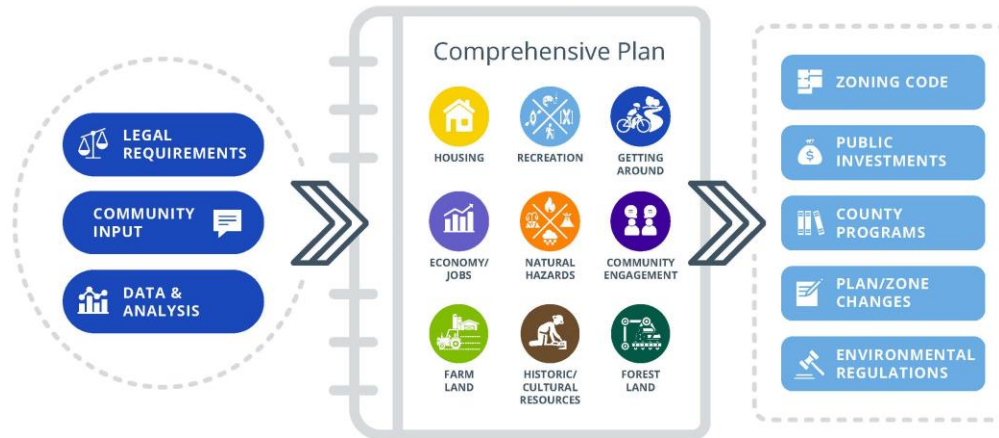 LEGAL
REQUIREMENTS
COMMUNITY
INPUT
DATA &
ANALYSIS
Comprehensive Plan
HOUSING
RECREATION
GETTING
AROUND
ECONOMY/
JOBS
NATURAL
HAZARDS
COMMUNITY
ENGAGEMENT
FARM
LAND
HISTORIC/
CULTURAL
RESOURCES
FOREST
LAND
ZONING CODE
$
PUBLIC
INVESTMENTS
COUNTY
PROGRAMS
PLAN/ZONE
CHANGES
ENVIRONMENTAL
REGULATIONS